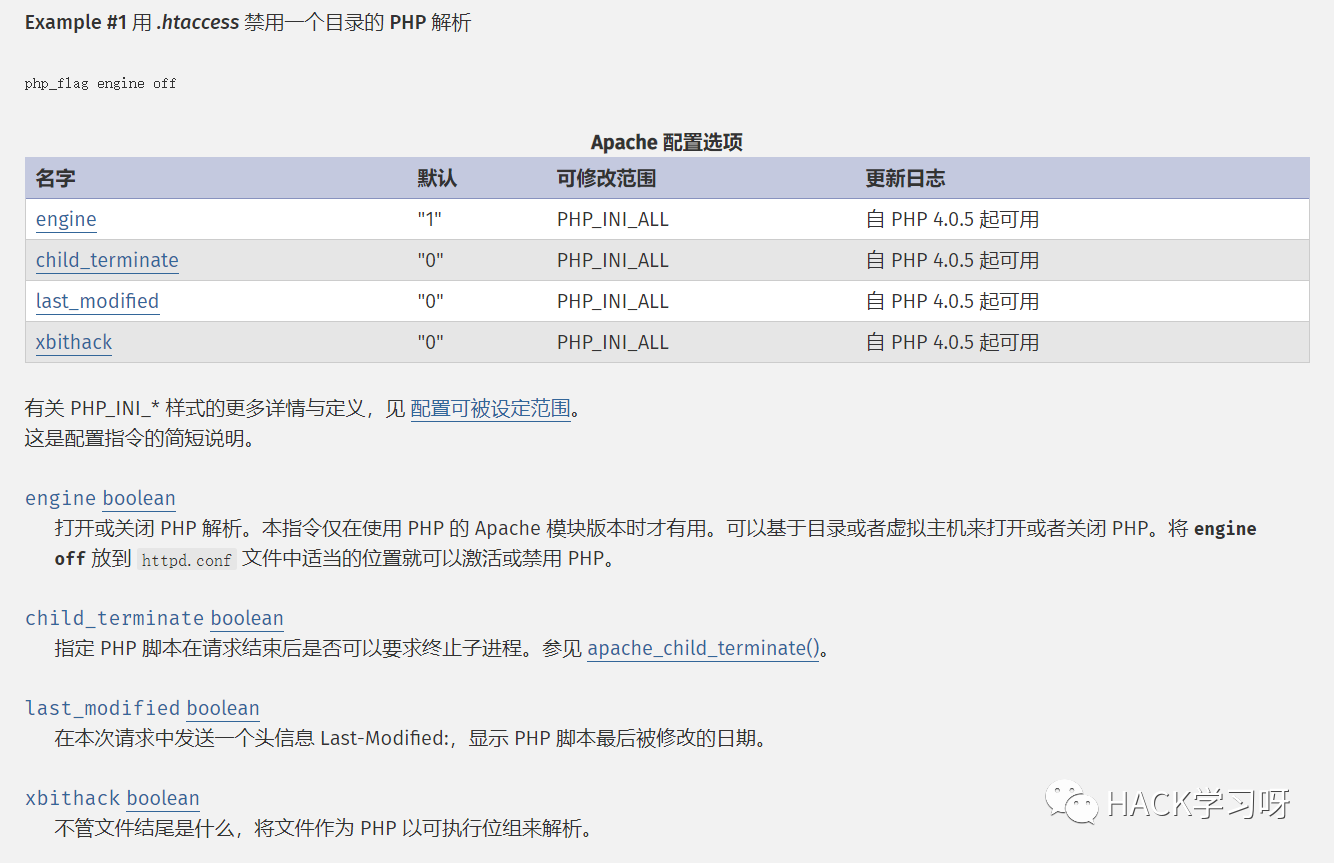 Example #1 用 .htaccess 禁用一个目录的 PHP 解析
php_flag engine off
Apache 配置选项
名字 默认 可修改范围 更新日志
engine "1" PHP_INI_ALL 自 PHP 4.0.5 起可用
child_terminate "0" PHP_INI_ALL 自 PHP 4.0.5 起可用
last_modified "0" PHP_INI_ALL 自 PHP 4.0.5 起可用
xbithack "0" PHP_INI_ALL 自 PHP 4.0.5 起可用
有关 PHP_INI_* 样式的更多详情与定义，见 配置可被设定范围。
这是配置指令的简短说明。
engine boolean
打开或关闭 PHP 解析。本指令仅在使用 PHP 的 Apache 模块版本时才有用。可以基于目录或者虚拟主机来打开或者关闭 PHP。将 engine
off 放到 httpd.conf 文件中适当的位置就可以激活或禁用 PHP。
child_terminate boolean
指定 PHP 脚本在请求结束后是否可以要求终止子进程。参见 apache_child_terminate()。
last_modified boolean
在本次请求中发送一个头信息 Last-Modified:，显示 PHP 脚本最后被修改的日期。
xbithack boolean
不管文件结尾是什么，将文件作为 PHP 以可执行位组来解析。
HACK学习呀